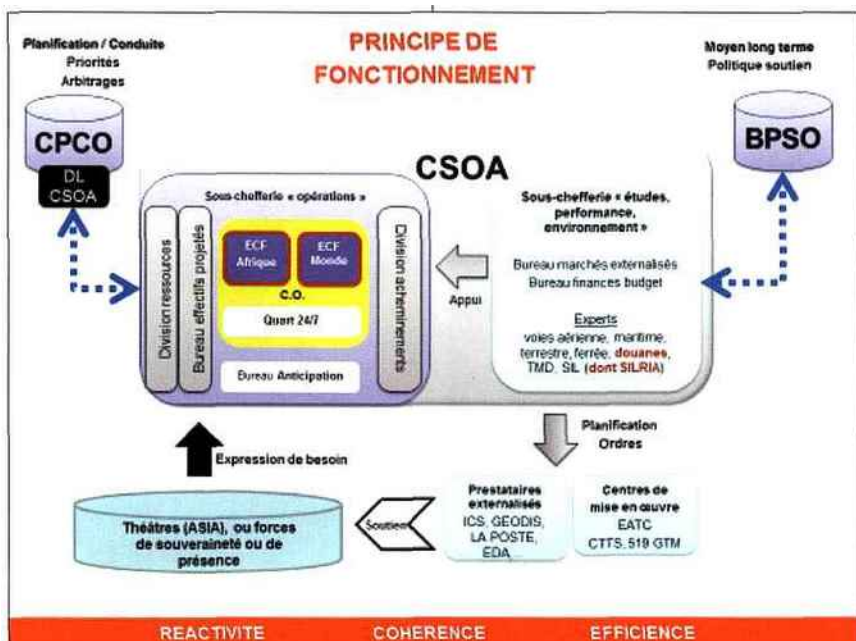 PRINCIPE DE
FONCTIONNEMENT
Planification / Conduite
Priorités
Arbitrages
CPCO
DL
CSOA
Moyen long terme
Politique soutien
BPSO
CSOA
Sous-chefferie « opérations »
Division ressources
Bureau effectifs projetés
ECF
Afrique
ECF
Monde
C.O.
Quart 24/7
Bureau Anticipation
Division acheminements
Appui
Sous-chefferie « études,
performance,
environnement »
Bureau marchés externalisés
Bureau finances budget
Experts
voies aérienne, maritime,
terrestre, ferrée, douanes,
TMD, SIL (dont SILRIA)
Planification
Ordres
Expression de besoin
Théâtres (ASIA), ou forces
de souveraineté ou de
présence
Soutien
Prestataires
externalisés
ICS, GEODIS,
LA POSTE,
EDA...
Centres de
mise en œuvre
EATC
CTTS, 519 GTM
REACTIVITE COHERENCE EFFICIENCE